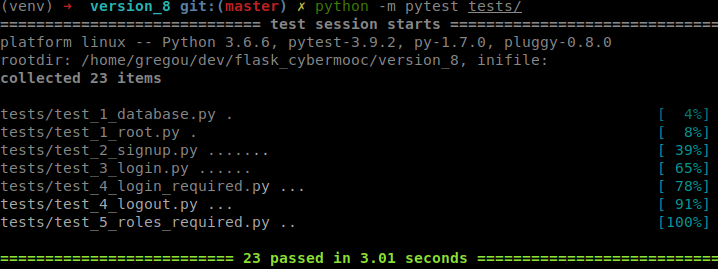 (venv) ➜  version_8 git:(master) ✗ python -m pytest tests/
============================= test session starts ==============================
platform linux -- Python 3.6.6, pytest-3.9.2, py-1.7.0, pluggy-0.8.0
rootdir: /home/gregou/dev/flask_cybermooc/version_8, inifile:
collected 23 items
tests/test_1_database.py . [  4%]
tests/test_1_root.py . [  8%]
tests/test_2_signup.py ....... [ 39%]
tests/test_3_login.py ...... [ 65%]
tests/test_4_login_required.py ... [ 78%]
tests/test_4_logout.py ... [ 91%]
tests/test_5_roles_required.py .. [100%]
========================== 23 passed in 3.01 seconds ===========================